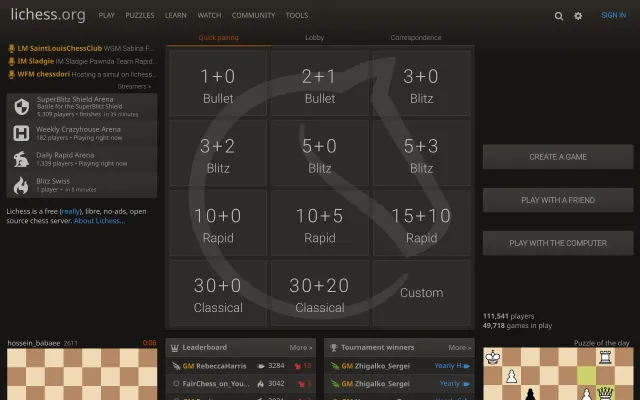 lichess.org PLAY PUZZLES LEARN WATCH COMMUNITY TOOLS SIGN IN
LM SaintLouisChessClub WGM Sabina F...
IM Sladgie IM Sladgie Pawnda Team Rapid...
WFM chessdori Hosting a simul on lichess...
Streamers »
SuperBlitz Shield Arena
Battle for the SuperBlitz Shield
1,309 players • finishes in 39 minutes
Weekly Crazyhouse Arena
182 players • Playing right now
Daily Rapid Arena
1,339 players • Playing right now
Blitz Swiss
1 player • in 8 minutes
Lichess is a free (really), libre, no-ads, open
source chess server. About Lichess...
Quick pairing Lobby Correspondence
1+0 2+1 3+0
Bullet Bullet Blitz
3+2 5+0 5+3
Blitz Blitz Blitz
10+0 10+5 15+10
Rapid Rapid Rapid
30+0 30+20 Custom
Classical Classical
CREATE A GAME
PLAY WITH A FRIEND
PLAY WITH THE COMPUTER
111,541 players
49,718 games in play
hossein_babaee 2611 0:06
Leaderboard More »
GM RebeccaHarris 3284
FairChess_on_You... 3042
Tournament winners More »
GM Zhigalko_Sergei Yearly H
GM Zhigalko_Sergei Yearly
Puzzle of the day